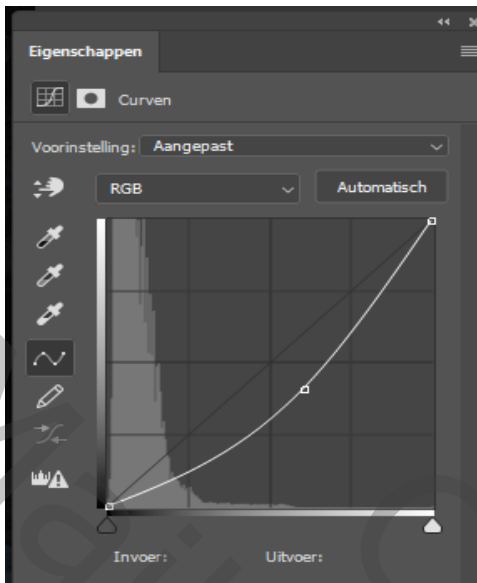 Eigenschappen
Curven
Voorinstelling: Aangepast
RGB
Automatisch
Invoer:
Uitvoer: